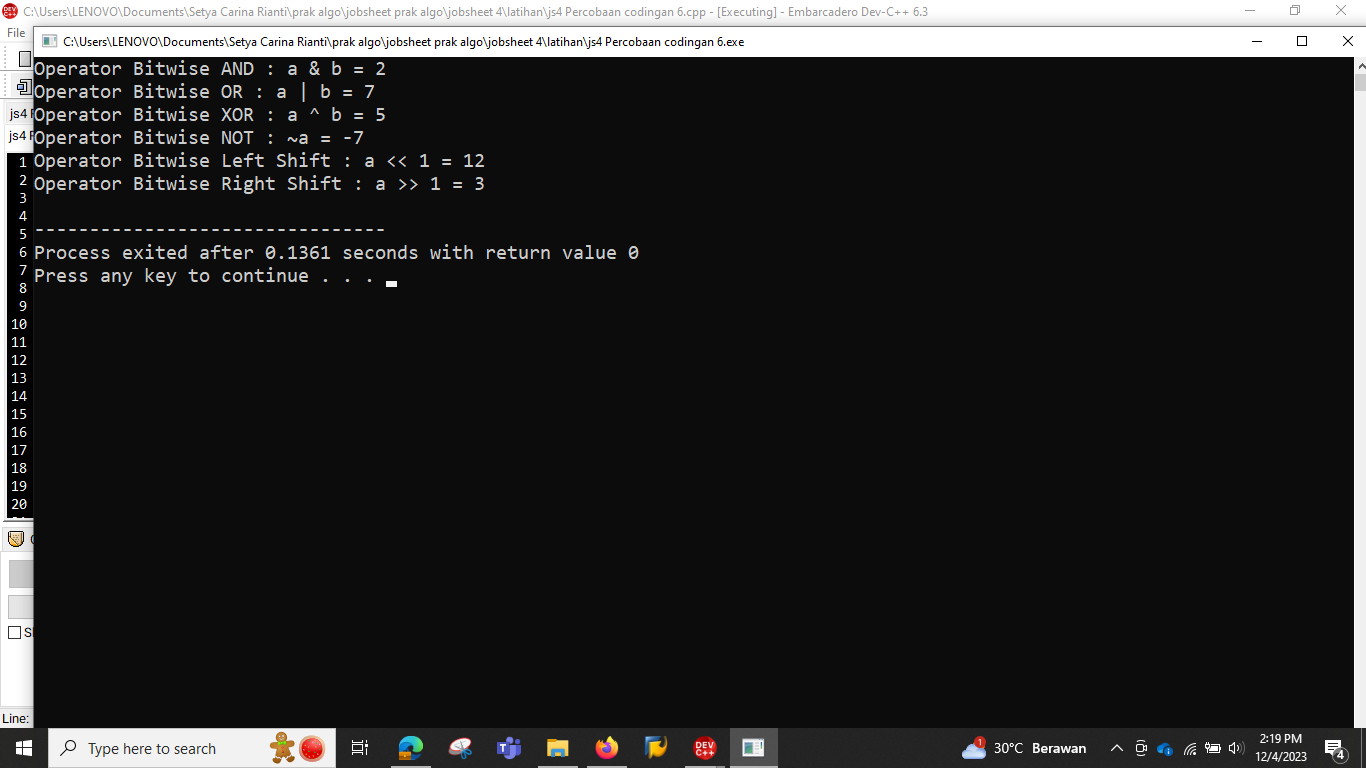 C:\Users\LENOVO\Documents\Setya Carina Rianti\prak algo\jobsheet prak algo\jobsheet 4\latihan\js4 Percobaan codingan 6.cpp - [Executing] - Embarcadero Dev-C++ 6.3
File
C:\Users\LENOVO\Documents\Setya Carina Rianti\prak algo\jobsheet prak algo\jobsheet 4\latihan\js4 Percobaan codingan 6.exe
Operator Bitwise AND : a & b = 2
Operator Bitwise OR : a | b = 7
js4
Operator Bitwise XOR : a ^ b = 5
js4
Operator Bitwise NOT : ~a = -7
1
Operator Bitwise Left Shift : a << 1 = 12
2
Operator Bitwise Right Shift : a >> 1 = 3
3
4
5
--------------------------------
6
Process exited after 0.1361 seconds with return value 0
7
Press any key to continue . . .
8
9
10
11
12
13
14
15
16
17
18
19
20
Line:
Type here to search
DEV C++
1
30°C Berawan
2:19 PM
12/4/2023
4